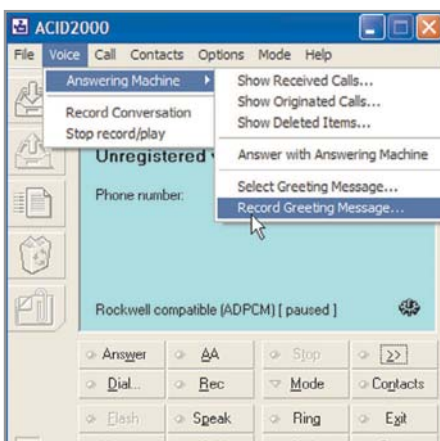 ACID2000
File Voice Call Contacts Options Mode Help
Answering Machine
Record Conversation
Stop record/play
Show Received Calls...
Show Originated Calls...
Show Deleted Items...
Answer with Answering Machine
Select Greeting Message...
Record Greeting Message...
Unregistered
Phone number:
Rockwell compatible (ADPCM) [ paused ]
Answer AA Stop >>
Dial... Rec Mode Contacts
Flash Speak Ring Exit